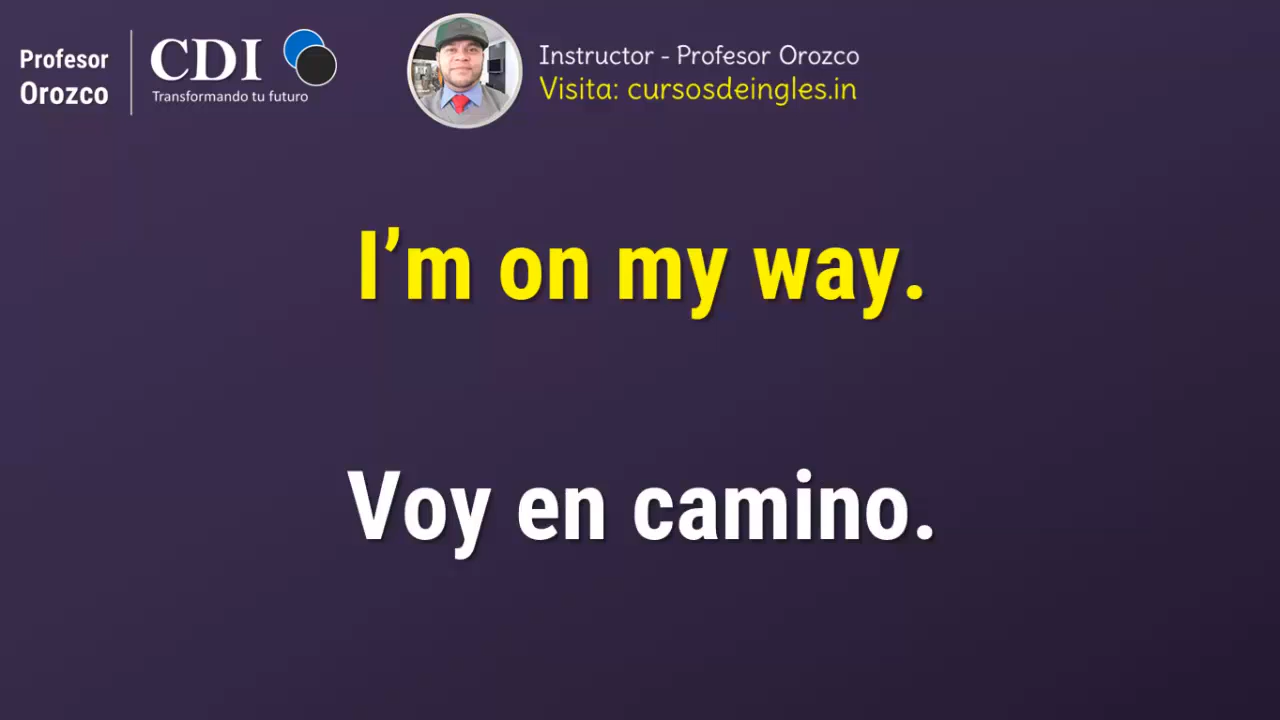 Profesor
Orozco
CDI
Transformando tu futuro
Instructor - Profesor Orozco
Visita: cursosdeingles.in
I’m on my way.
Voy en camino.